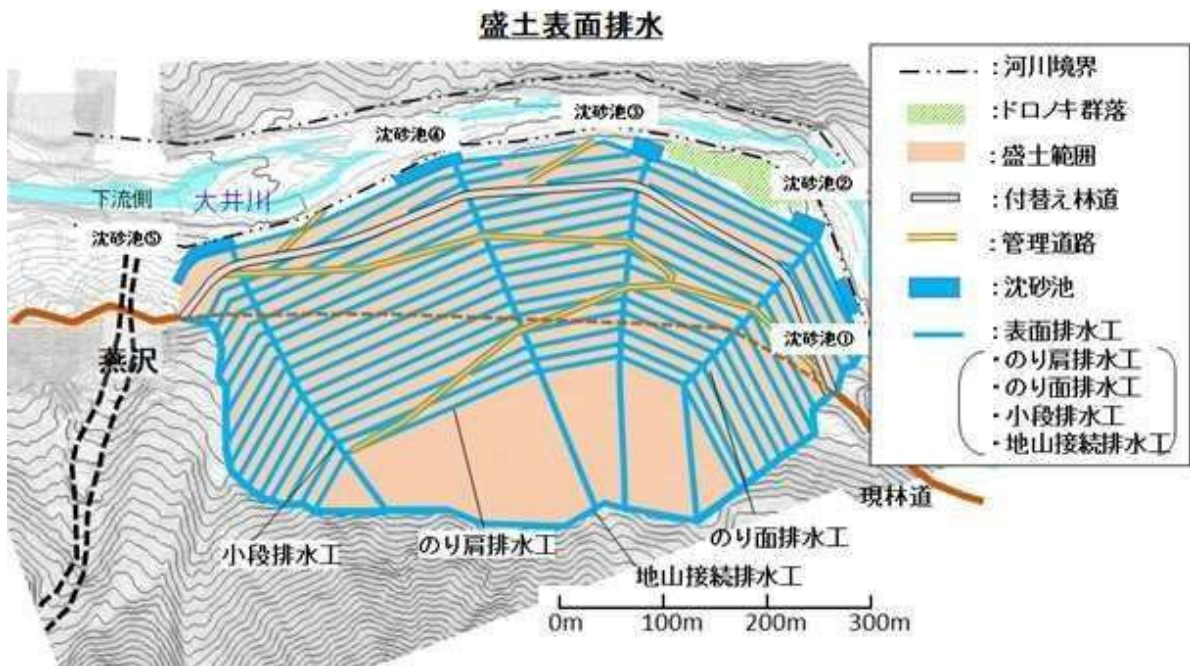 盛土表面排水
:河川境界
:ドロノキ群落
:盛土範囲
:付替え林道
:管理道路
:沈砂池
:表面排水工
・のり肩排水工
・のり面排水工
・小段排水工
・地山接続排水工
沈砂池③
沈砂池④
沈砂池②
下流側
大井川
沈砂池⑤
沈砂池①
燕沢
現林道
小段排水工
のり肩排水工
のり面排水工
地山接続排水工
0m 100m 200m 300m